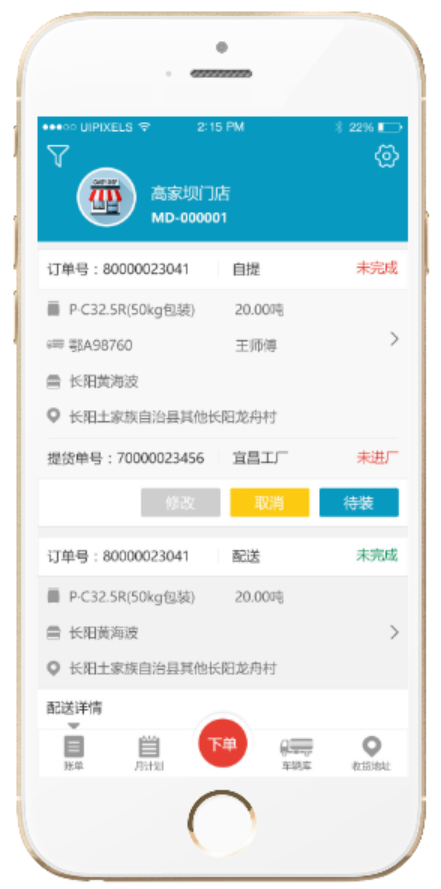 UIPIXELS 2:15 PM 22%
高家坝门店
MD-000001
订单号：80000023041 自提 未完成
P·C32.5R(50kg包装) 20.00吨
鄂A98760 王师傅
长阳黄海波
长阳土家族自治县其他长阳龙舟村
提货单号：70000023456 宜昌工厂 未进厂
修改 取消 待装
订单号：80000023041 配送 未完成
P·C32.5R(50kg包装) 20.00吨
长阳黄海波
长阳土家族自治县其他长阳龙舟村
配送详情
账单 月计划 下单 车辆库 收货地址